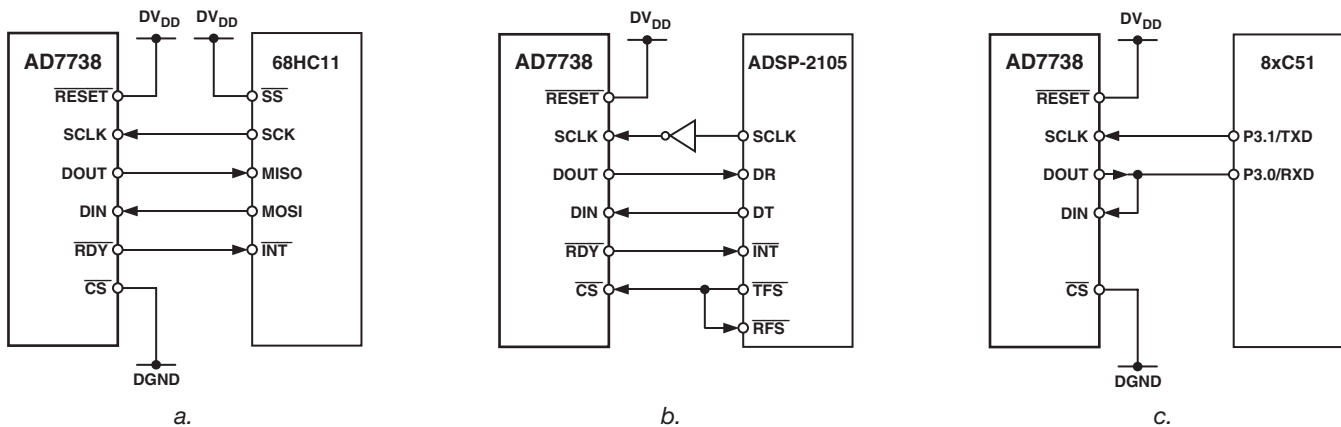 DVDD DVDD
AD7738 68HC11
RESET SS
SCLK SCK
DOUT MISO
DIN MOSI
RDY INT
CS
DGND
a.
DVDD
AD7738 ADSP-2105
RESET
SCLK SCLK
DOUT DR
DIN DT
RDY INT
CS TFS
RFS
b.
DVDD
AD7738 8xC51
RESET
SCLK P3.1/TXD
DOUT P3.0/RXD
DIN
CS
DGND
c.